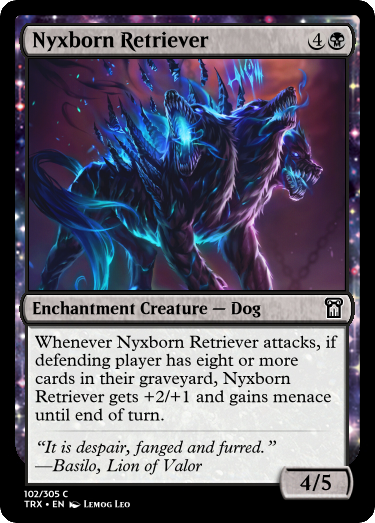 Nyxborn Retriever 4
Enchantment Creature — Dog
Whenever Nyxborn Retriever attacks, if
defending player has eight or more
cards in their graveyard, Nyxborn
Retriever gets +2/+1 and gains menace
until end of turn.
“It is despair, fanged and furred.”
—Basilo, Lion of Valor
4/5
102/305 C
TRX • EN Lemog Leo